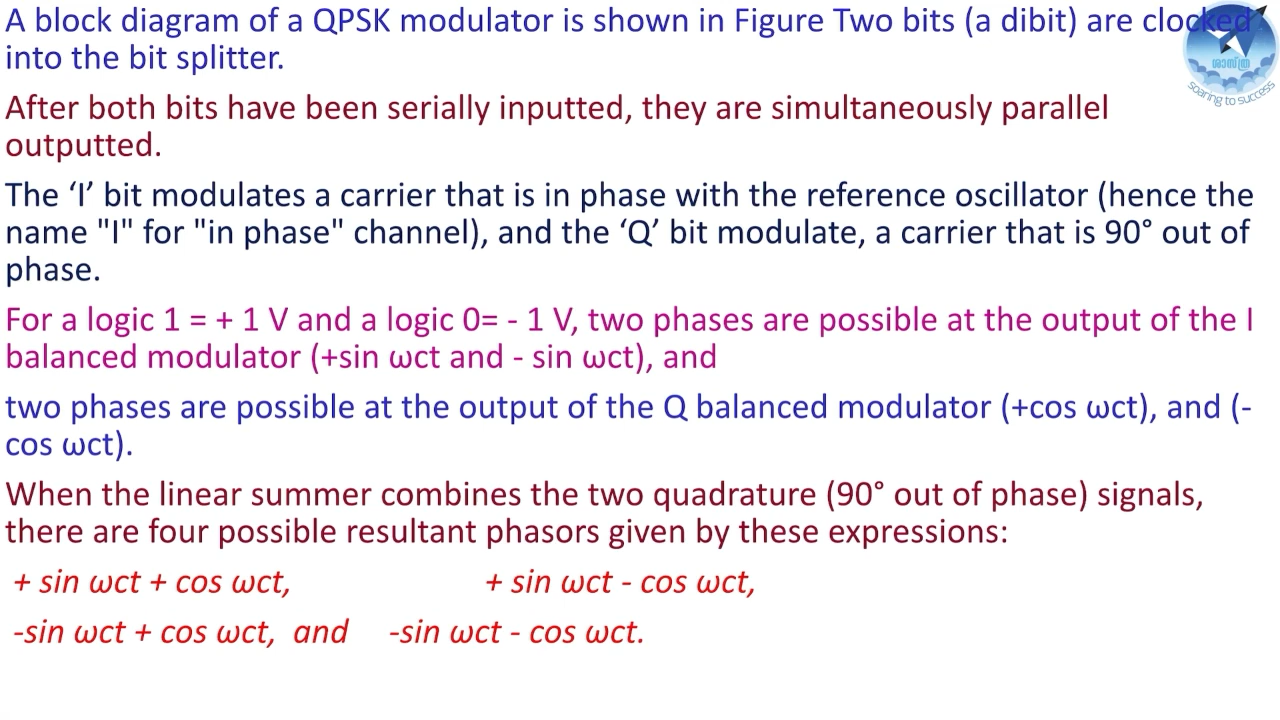 A block diagram of a QPSK modulator is shown in Figure Two bits (a dibit) are clocked
into the bit splitter.
After both bits have been serially inputted, they are simultaneously parallel
outputted.
The ‘I’ bit modulates a carrier that is in phase with the reference oscillator (hence the
name "I" for "in phase" channel), and the ‘Q’ bit modulate, a carrier that is 90° out of
phase.
For a logic 1 = + 1 V and a logic 0= - 1 V, two phases are possible at the output of the I
balanced modulator (+sin ωct and - sin ωct), and
two phases are possible at the output of the Q balanced modulator (+cos ωct), and (-
cos ωct).
When the linear summer combines the two quadrature (90° out of phase) signals,
there are four possible resultant phasors given by these expressions:
+ sin ωct + cos ωct, + sin ωct - cos ωct,
-sin ωct + cos ωct, and -sin ωct - cos ωct.
ശാസ്ത്ര
soaring to success